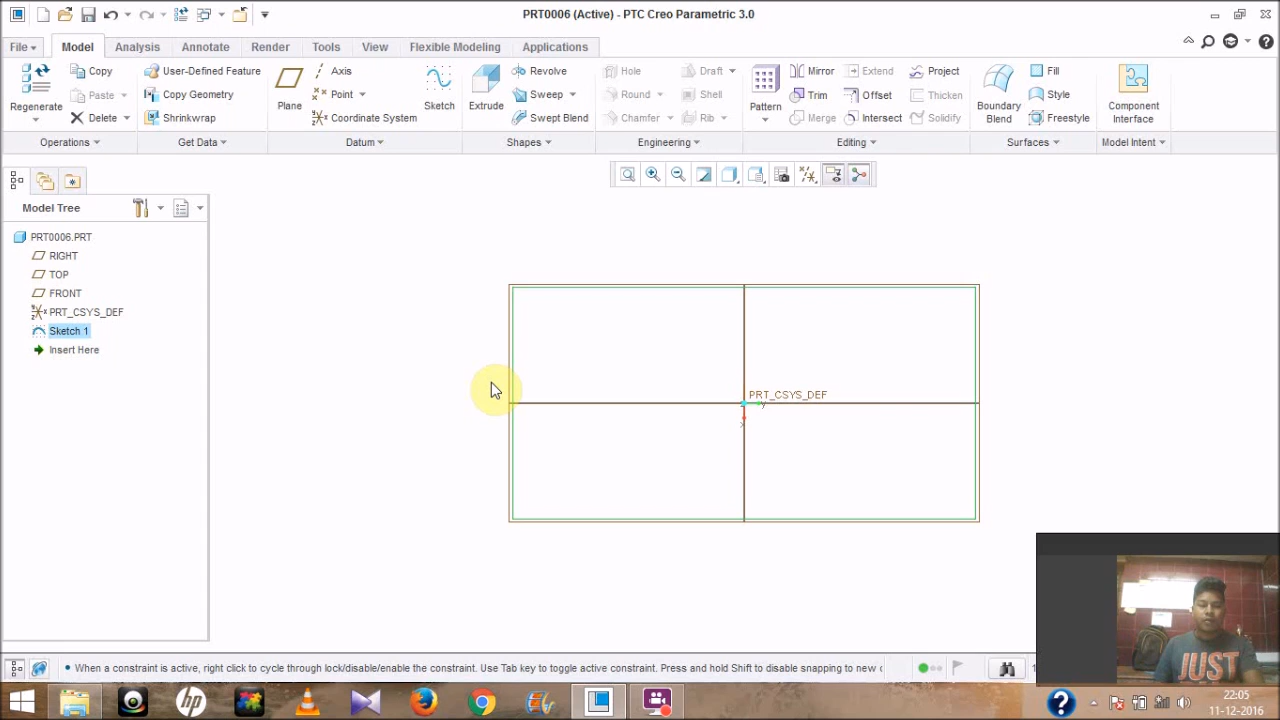 PRT0006 (Active) - PTC Creo Parametric 3.0
File Model Analysis Annotate Render Tools View Flexible Modeling Applications
Regenerate
Copy
Paste
Delete
Operations
User-Defined Feature
Copy Geometry
Shrinkwrap
Get Data
Plane
Axis
Point
Coordinate System
Sketch
Datum
Extrude
Revolve
Sweep
Swept Blend
Shapes
Hole
Round
Chamfer
Draft
Shell
Rib
Engineering
Pattern
Mirror
Trim
Merge
Extend
Offset
Intersect
Project
Thicken
Solidify
Editing
Boundary
Blend
Fill
Style
Freestyle
Surfaces
Component
Interface
Model Intent
Model Tree
PRT0006.PRT
RIGHT
TOP
FRONT
PRT_CSYS_DEF
Sketch 1
Insert Here
PRT_CSYS_DEF
y
x
JUST
• When a constraint is active, right click to cycle through lock/disable/enable the constraint. Use Tab key to toggle active constraint. Press and hold Shift to disable snapping to new c
hp
22:05
11-12-2016